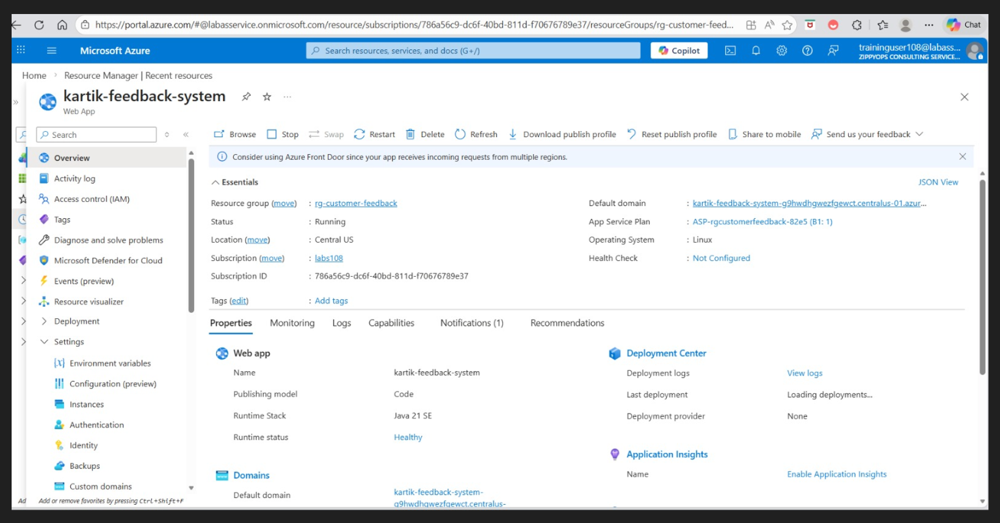 https://portal.azure.com/#@labasservice.onmicrosoft.com/resource/subscriptions/786a56c9-dc6f-40bd-811d-f70676789e37/resourceGroups/rg-customer-feed...
Chat
Microsoft Azure
Search resources, services, and docs (G+/)
Copilot
traininguser108@labass...
ZIPPYOPS CONSULTING SERVICE...
Home > Resource Manager | Recent resources
kartik-feedback-system
Web App
Search
Browse Stop Swap Restart Delete Refresh Download publish profile Reset publish profile Share to mobile Send us your feedback
Consider using Azure Front Door since your app receives incoming requests from multiple regions.
Overview
Activity log
Access control (IAM)
Tags
Diagnose and solve problems
Microsoft Defender for Cloud
Events (preview)
Resource visualizer
Deployment
Settings
Environment variables
Configuration (preview)
Instances
Authentication
Identity
Backups
Custom domains
Ad
Add or remove favorites by pressing Ctrl+Shift+F
Essentials
JSON View
Resource group (move) : rg-customer-feedback
Status : Running
Location (move) : Central US
Subscription (move) : labs108
Subscription ID : 786a56c9-dc6f-40bd-811d-f70676789e37
Tags (edit) : Add tags
Default domain : kartik-feedback-system-g9hwdhgwezfgewct.centralus-01.azur...
App Service Plan : ASP-rgcustomerfeedback-82e5 (B1: 1)
Operating System : Linux
Health Check : Not Configured
Properties Monitoring Logs Capabilities Notifications (1) Recommendations
Web app
Name kartik-feedback-system
Publishing model Code
Runtime Stack Java 21 SE
Runtime status Healthy
Domains
Default domain kartik-feedback-system-
g9hwdhgwezfgewct.centralus-
Deployment Center
Deployment logs View logs
Last deployment Loading deployments...
Deployment provider None
Application Insights
Name Enable Application Insights